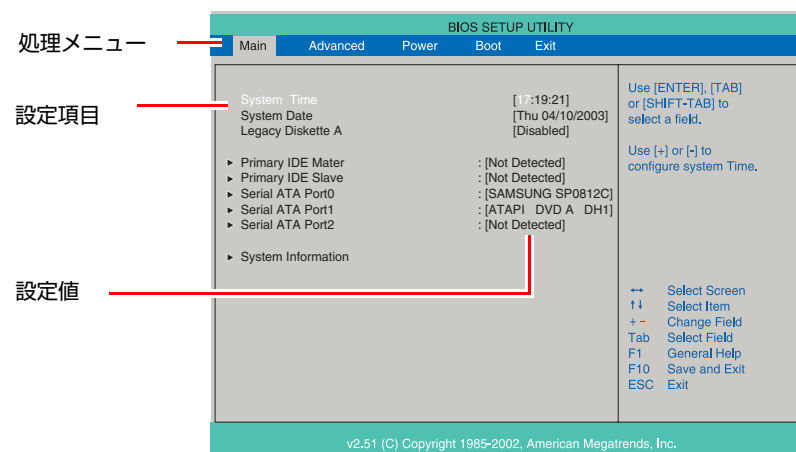 BIOS SETUP UTILITY
処理メニュー
Main Advanced Power Boot Exit
設定項目
System Time [17:19:21]
System Date [Thu 04/10/2003]
Legacy Diskette A [Disabled]
► Primary IDE Mater : [Not Detected]
► Primary IDE Slave : [Not Detected]
► Serial ATA Port0 : [SAMSUNG SP0812C]
► Serial ATA Port1 : [ATAPI DVD A DH1]
► Serial ATA Port2 : [Not Detected]
► System Information
設定値
Use [ENTER], [TAB]
or [SHIFT-TAB] to
select a field.
Use [+] or [-] to
configure system Time.
↔ Select Screen
↑↓ Select Item
+ - Change Field
Tab Select Field
F1 General Help
F10 Save and Exit
ESC Exit
v2.51 (C) Copyright 1985-2002, American Megatrends, Inc.